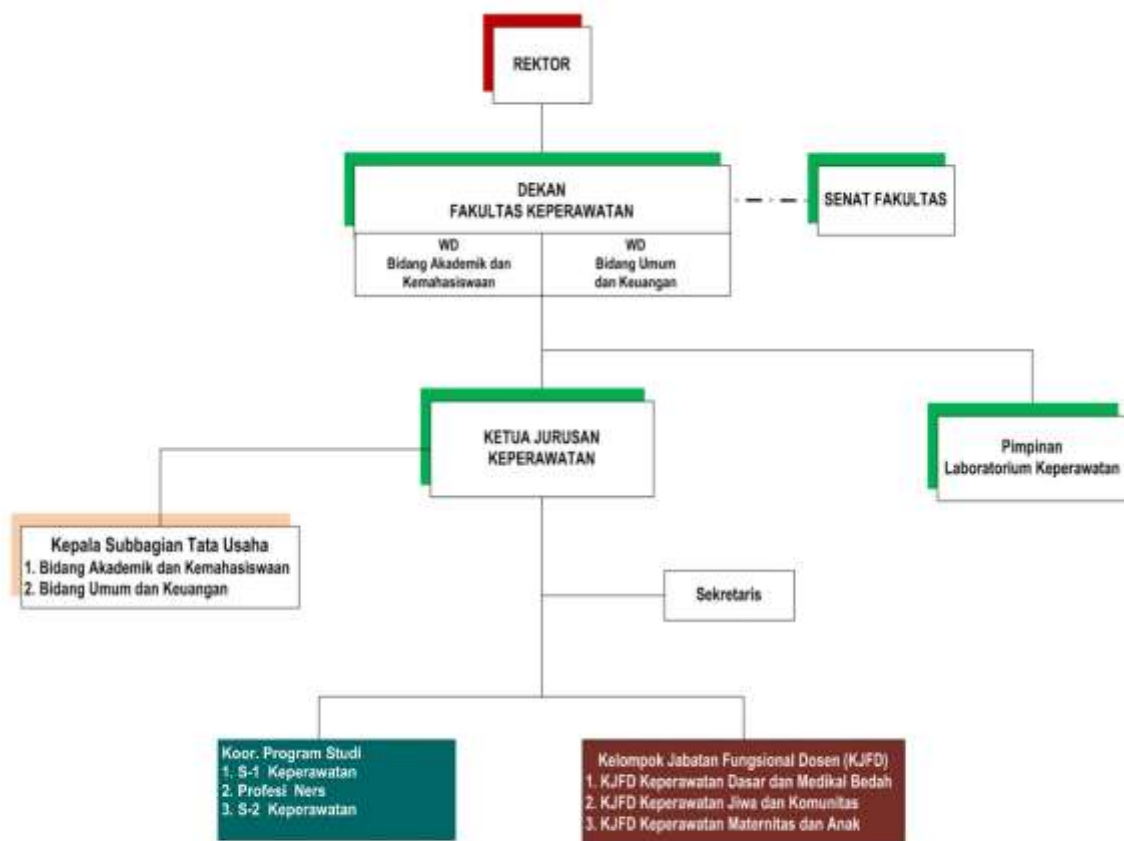 REKTOR
DEKAN
FAKULTAS KEPERAWATAN
SENAT FAKULTAS
WD
Bidang Akademik dan
Kemahasiswaan
WD
Bidang Umum
dan Keuangan
KETUA JURUSAN
KEPERAWATAN
Pimpinan
Laboratorium Keperawatan
Kepala Subbagian Tata Usaha
1. Bidang Akademik dan Kemahasiswaan
2. Bidang Umum dan Keuangan
Sekretaris
Koor. Program Studi
1. S-1 Keperawatan
2. Profesi Ners
3. S-2 Keperawatan
Kelompok Jabatan Fungsional Dosen (KJFD)
1. KJFD Keperawatan Dasar dan Medikal Bedah
2. KJFD Keperawatan Jiwa dan Komunitas
3. KJFD Keperawatan Maternitas dan Anak